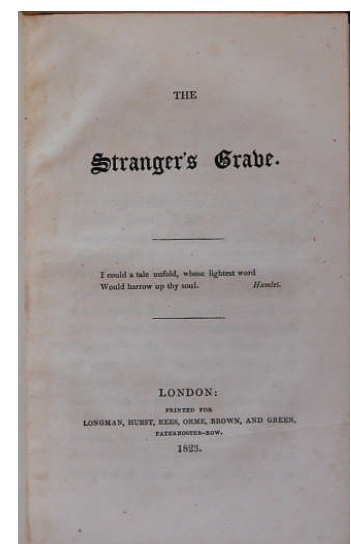 THE
Stranger's Grave.
I could a tale unfold, whose lightest word
Would harrow up thy soul. Hamlet.
LONDON:
PRINTED FOR
LONGMAN, HURST, REES, ORME, BROWN, AND GREEN,
PATERNOSTER-ROW.
1823.